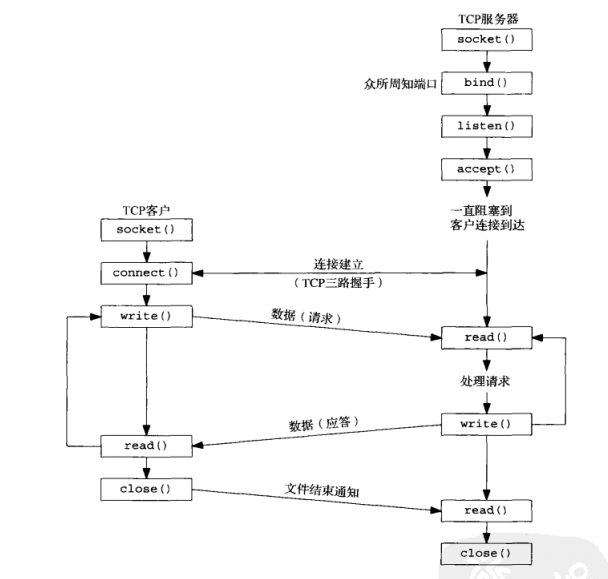 TCP服务器
socket()
众所周知端口
bind()
listen()
accept()
一直阻塞到
客户连接到达
TCP客户
socket()
connect()
连接建立
（TCP三路握手）
write()
数据（请求）
read()
处理请求
数据（应答）
write()
read()
close()
文件结束通知
read()
close()